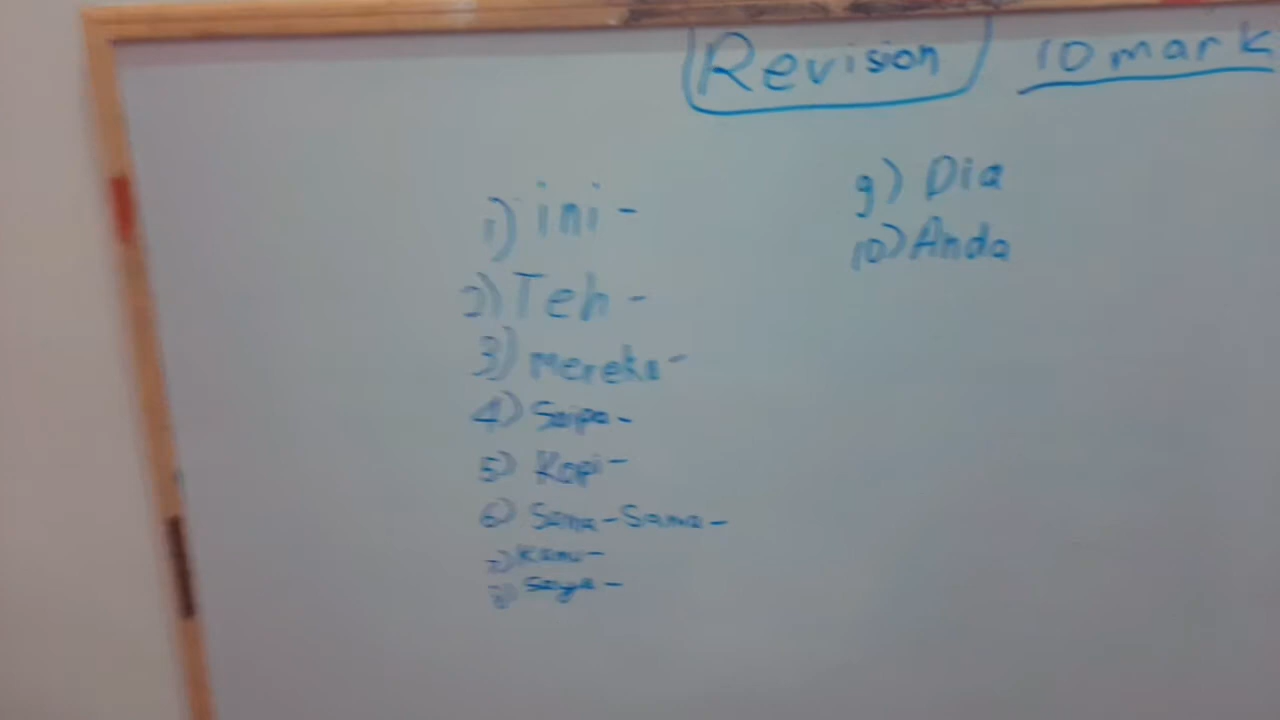 Revision
10 mark
1) ini -
2) Teh -
3) Mereka -
4) Saipa -
5) Kopi -
6) Sama - Sama -
7) Kamu -
8) Saya -
9) Dia
10) Anda